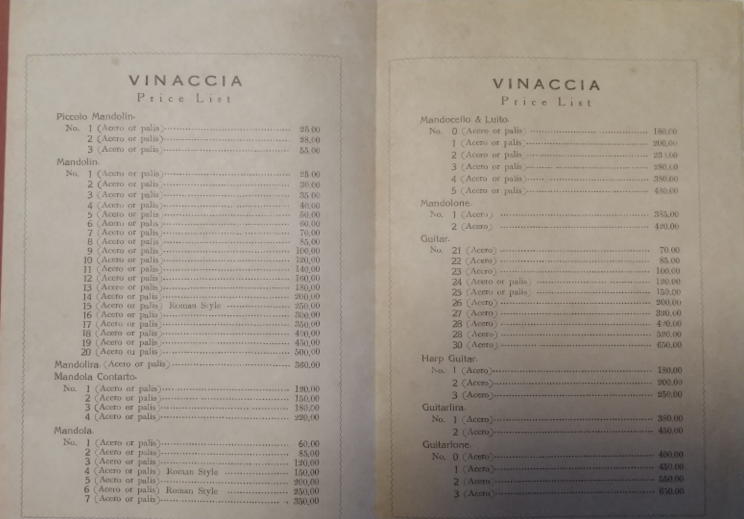 VINACCIA
Price List
Piccolo Mandolin.
No. 1 (Acero or palis) 25,00
2 (Acero or palis) 28,00
3 (Acero or palis) 55,00
Mandolin.
No. 1 (Acero or palis) 25,00
2 (Acero or palis) 30,00
3 (Acero or palis) 35,00
4 (Acero or palis) 40,00
5 (Acero or palis) 50,00
6 (Acero or palis) 60,00
7 (Acero or palis) 70,00
8 (Acero or palis) 85,00
9 (Acero or palis) 100,00
10 (Acero or palis) 120,00
11 (Acero or palis) 140,00
12 (Acero or palis) 160,00
13 (Acero or palis) 180,00
14 (Acero or palis) 200,00
15 (Acero or palis) Roman Style 250,00
16 (Acero or palis) 300,00
17 (Acero or palis) 350,00
18 (Acero or palis) 400,00
19 (Acero or palis) 450,00
20 (Acero ou palis) 500,00
Mandolira. (Acero or palis) 360,00
Mandola Contarto.
No. 1 (Acero or palis) 120,00
2 (Acero or palis) 150,00
3 (Acero or palis) 180,00
4 (Acero or palis) 220,00
Mandola.
No. 1 (Acero or palis) 60,00
2 (Acero or palis) 85,00
3 (Acero or palis) 120,00
4 (Acero or palis) Roman Style 150,00
5 (Acero or palis) 200,00
6 (Acero or palis) Roman Style 250,00
7 (Acero or palis) 350,00
VINACCIA
Price List
Mandocello & Luito.
No. 0 (Acero or palis) 180,00
1 (Acero or palis) 200,00
2 (Acero or palis)
3 (Acero or palis) 280,00
4 (Acero or palis) 380,00
5 (Acero or palis) 480,00
Mandolone.
No. 1 (Acero) 385,00
2 (Acero) 420,00
Guitar.
No. 21 (Acero) 70,00
22 (Acero) 85,00
23 (Acero) 100,00
24 (Acero or palis) 120,00
25 (Acero or palis) 150,00
26 (Acero) 200,00
27 (Acero)
28 (Acero) 420,00
28 (Acero) 520,00
30 (Acero) 650,00
Harp Guitar.
No. 1 (Acero) 180,00
2 (Acero) 200,00
3 (Acero) 250,00
Guitarlira.
No. 1 (Acero) 380,00
2 (Acero) 450,00
Guitarlone.
No. 0 (Acero) 400,00
1 (Acero) 450,00
2 (Acero) 550,00
3 (Acero) 650,00